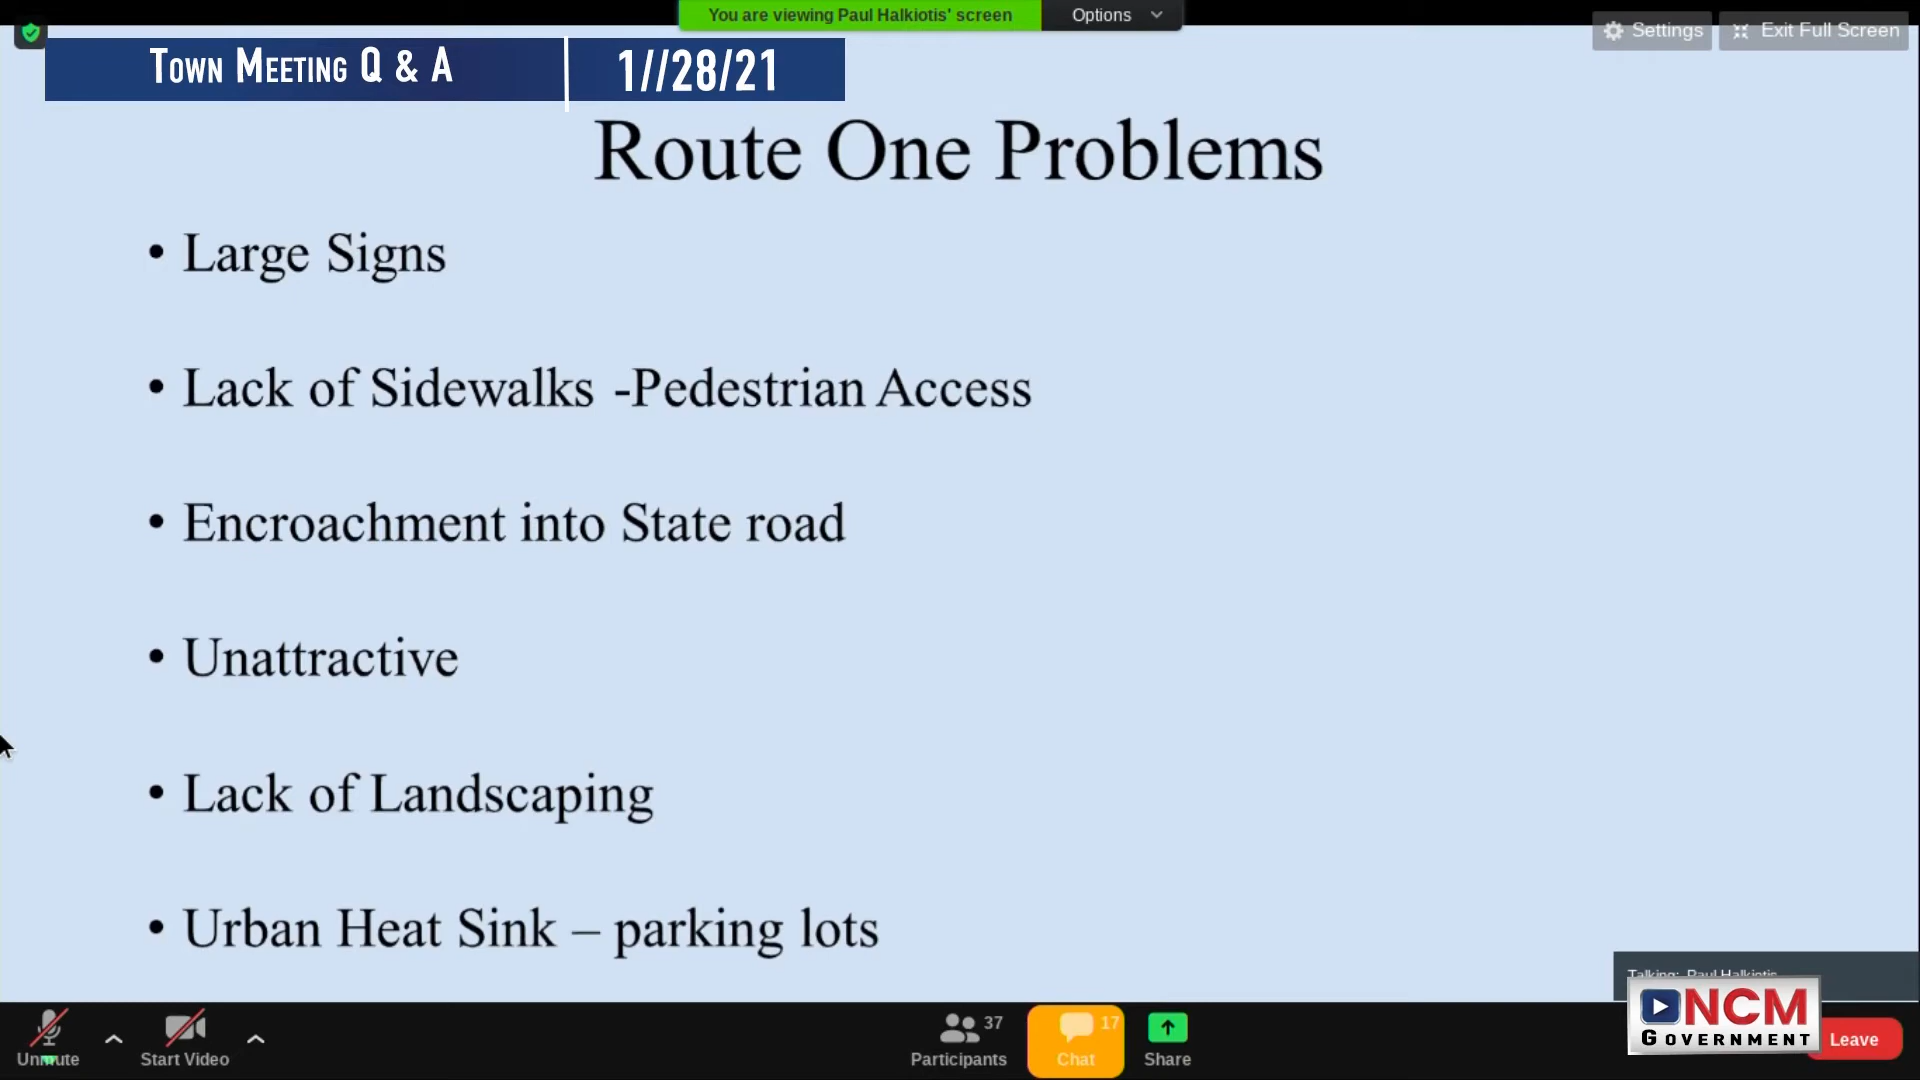 You are viewing Paul Halkiotis' screen
Options
Settings
Exit Full Screen
Town Meeting Q & A
1//28/21
Route One Problems
• Large Signs
• Lack of Sidewalks -Pedestrian Access
• Encroachment into State road
• Unattractive
• Lack of Landscaping
• Urban Heat Sink – parking lots
Talking: Paul Halkiotis
NCM
Government
Unmute
Start Video
37
Participants
17
Chat
Share
Leave